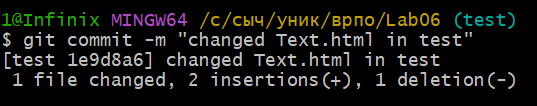 1@Infinix MINGW64 /c/сыч/уник/врпо/Lab06 (test)
$ git commit -m "changed Text.html in test"
[test 1e9d8a6] changed Text.html in test
 1 file changed, 2 insertions(+), 1 deletion(-)